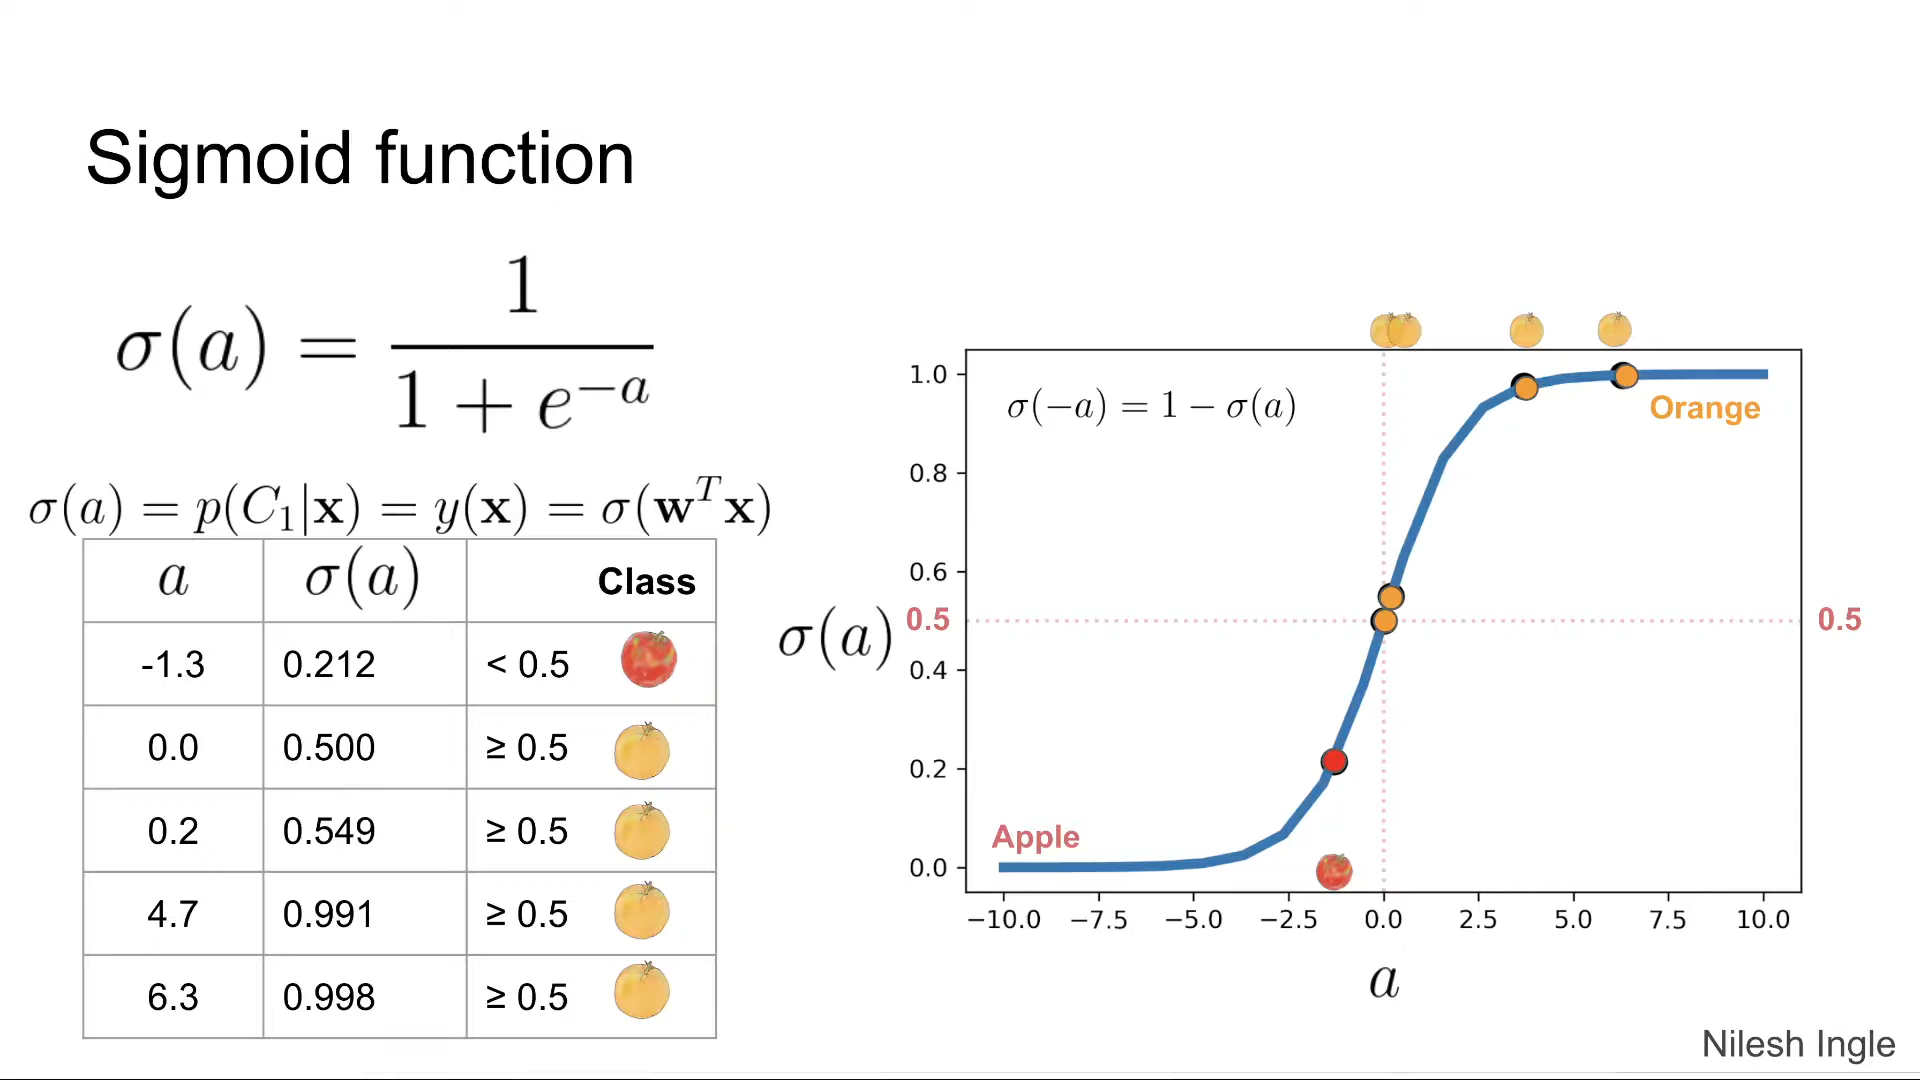 Sigmoid function
σ(a) = 1 / (1 + e^{−a})
σ(a) = p(C₁|x) = y(x) = σ(wᵀx)
a σ(a) Class
-1.3 0.212 < 0.5
0.0 0.500 ≥ 0.5
0.2 0.549 ≥ 0.5
4.7 0.991 ≥ 0.5
6.3 0.998 ≥ 0.5
σ(a)
σ(−a) = 1 − σ(a)
Orange
Apple
1.0
0.8
0.6
0.5 0.5
0.4
0.2
0.0
−10.0 −7.5 −5.0 −2.5 0.0 2.5 5.0 7.5 10.0
a
Nilesh Ingle